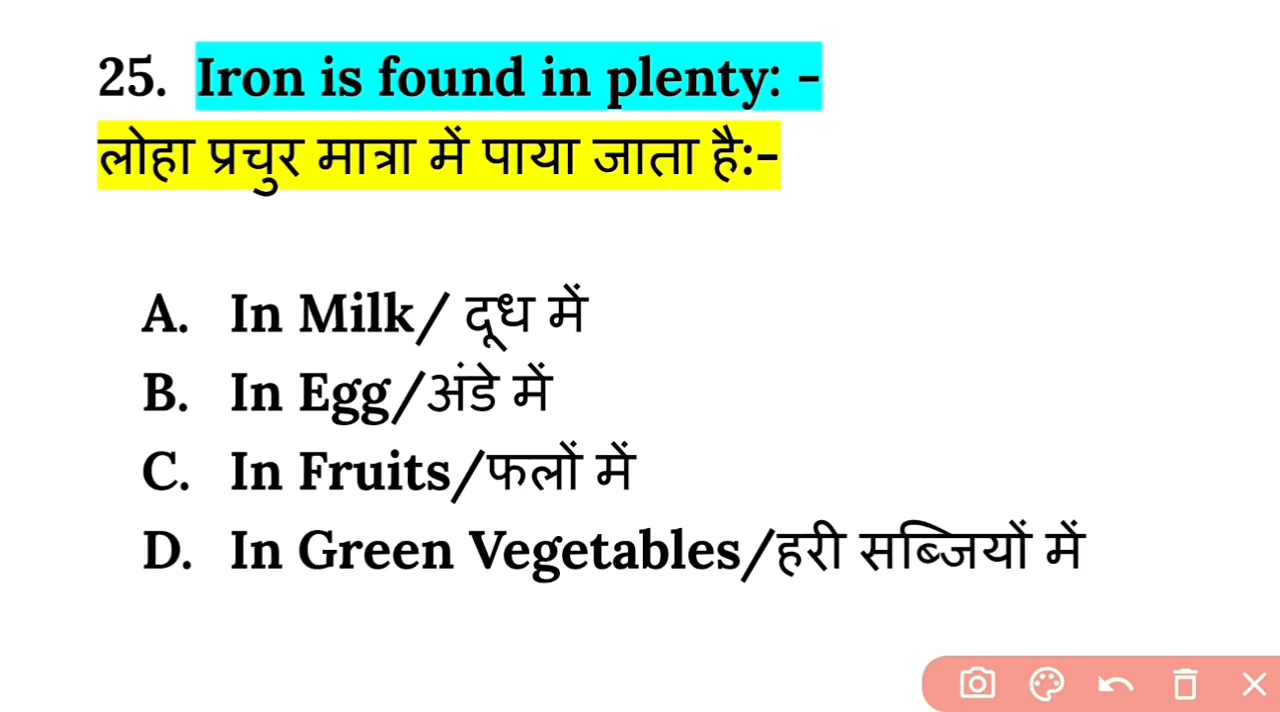 25. Iron is found in plenty: -
लोहा प्रचुर मात्रा में पाया जाता है:-
A. In Milk/ दूध में
B. In Egg/अंडे में
C. In Fruits/फलों में
D. In Green Vegetables/हरी सब्जियों में